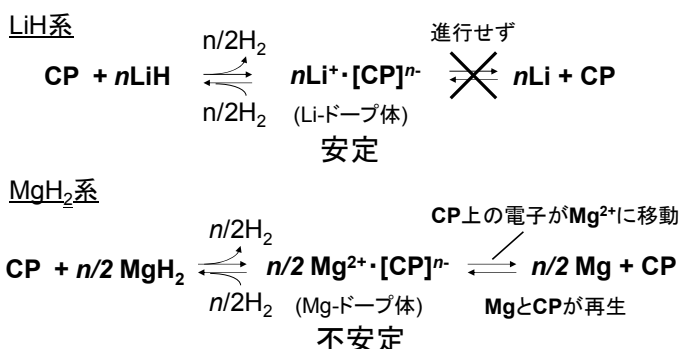 LiH系
n/2H₂
進行せず
CP + nLiH
nLi⁺・[CP]ⁿ⁻
nLi + CP
n/2H₂
(Li-ドープ体)
安定
MgH₂系
CP上の電子がMg²⁺に移動
n/2H₂
CP + n/2 MgH₂
n/2 Mg²⁺・[CP]ⁿ⁻
n/2 Mg + CP
n/2H₂
(Mg-ドープ体)
MgとCPが再生
不安定